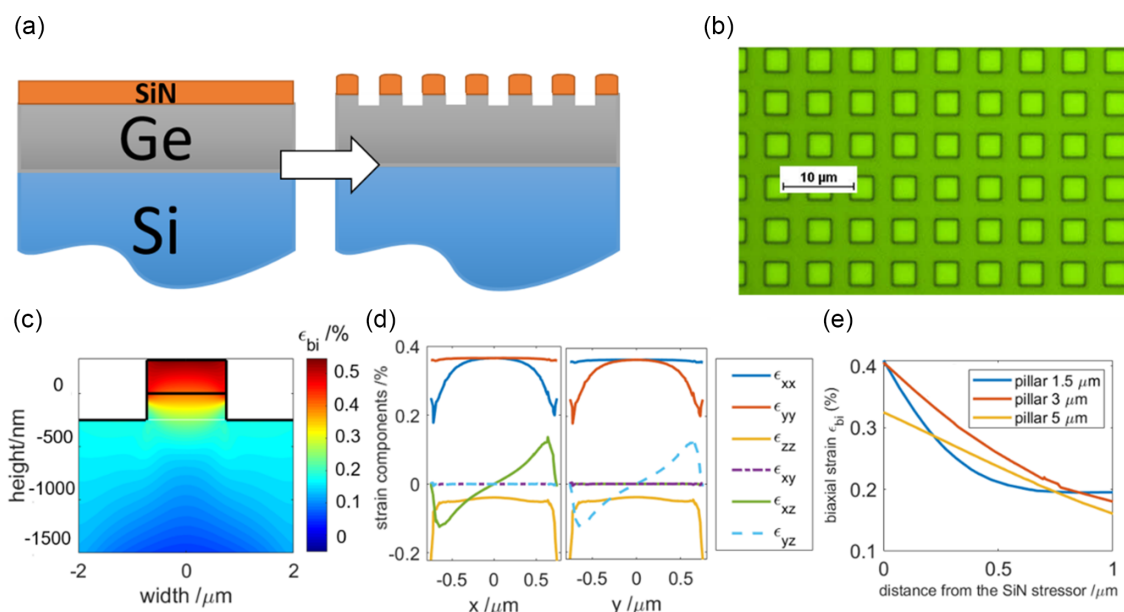 (a)
(b)
SiN
Ge
Si
10 µm
(c)
(d)
(e)
ϵbi /%
0.5
0.4
0.3
0.2
0.1
0
height/nm
0
-500
-1000
-1500
-2
0
2
width /µm
strain components /%
0.4
0.2
0
-0.2
-0.5
0
0.5
x /µm
-0.5
0
0.5
y /µm
ϵxx
ϵyy
ϵzz
ϵxy
ϵxz
ϵyz
biaxial strain ϵbi (%)
0.4
0.3
0.2
0.1
pillar 1.5 µm
pillar 3 µm
pillar 5 µm
0
0.5
1
distance from the SiN stressor /µm